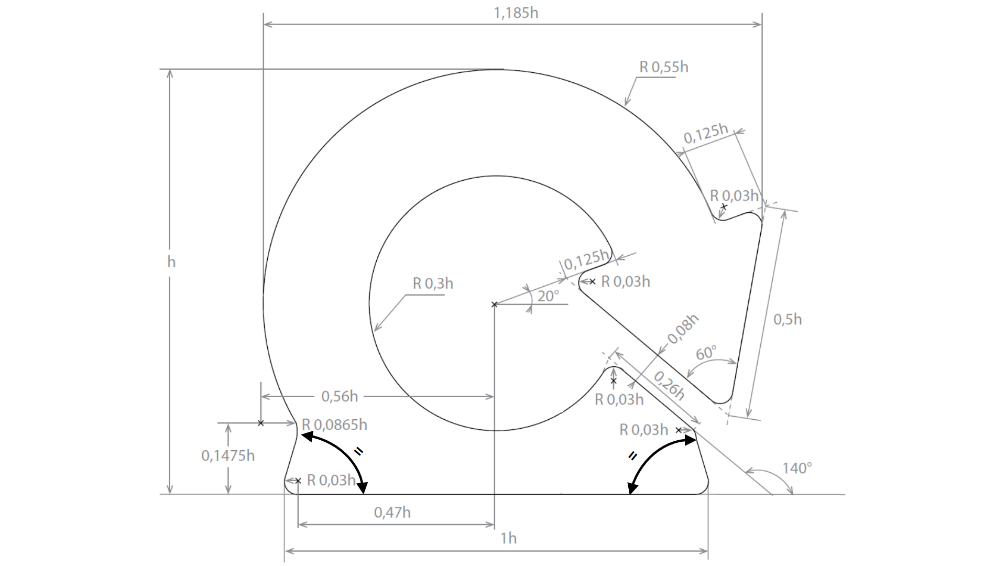 1,185h
R 0,55h
0,125h
R 0,03h
h
0,125h
R 0,03h
R 0,3h
20°
0,5h
0,08h
60°
0,26h
0,56h
R 0,03h
R 0,0865h
R 0,03h
=
=
0,1475h
140°
R 0,03h
0,47h
1h